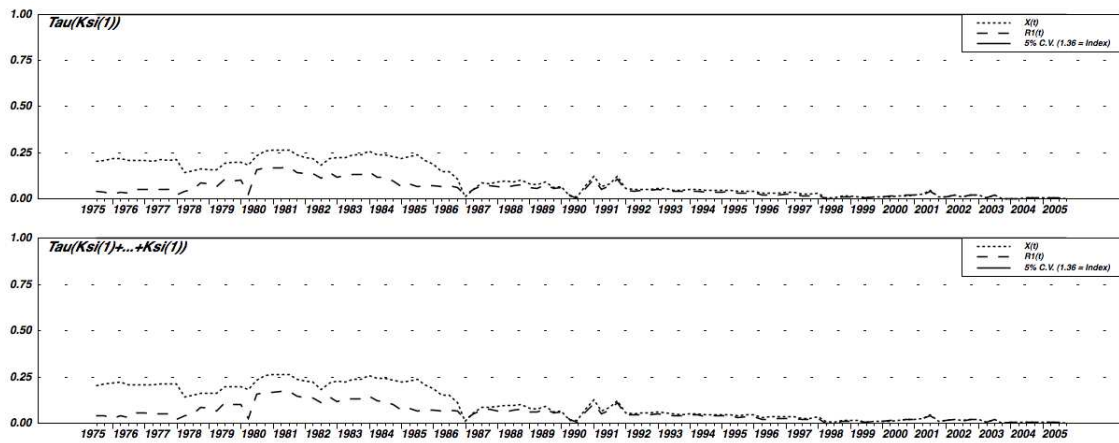 Tau(Ksi(1))
X(t)
R1(t)
5% C.V. (1.36 = Index)
1.00
0.75
0.50
0.25
0.00
1975 1976 1977 1978 1979 1980 1981 1982 1983 1984 1985 1986 1987 1988 1989 1990 1991 1992 1993 1994 1995 1996 1997 1998 1999 2000 2001 2002 2003 2004 2005
Tau(Ksi(1)+...+Ksi(1))
X(t)
R1(t)
5% C.V. (1.36 = Index)
1.00
0.75
0.50
0.25
0.00
1975 1976 1977 1978 1979 1980 1981 1982 1983 1984 1985 1986 1987 1988 1989 1990 1991 1992 1993 1994 1995 1996 1997 1998 1999 2000 2001 2002 2003 2004 2005